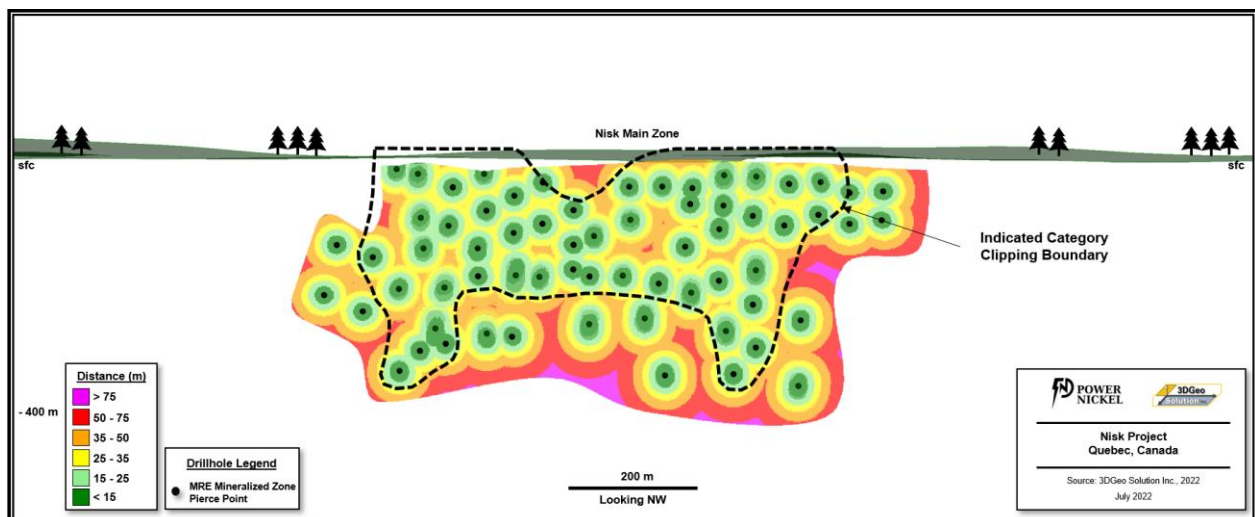 Nisk Main Zone
sfc
sfc
Indicated Category
Clipping Boundary
- 400 m
Distance (m)
> 75
50 - 75
35 - 50
25 - 35
15 - 25
< 15
Drillhole Legend
MRE Mineralized Zone
Pierce Point
200 m
Looking NW
POWER
NICKEL
3DGeo
Solution
Nisk Project
Quebec, Canada
Source: 3DGeo Solution Inc., 2022
July 2022